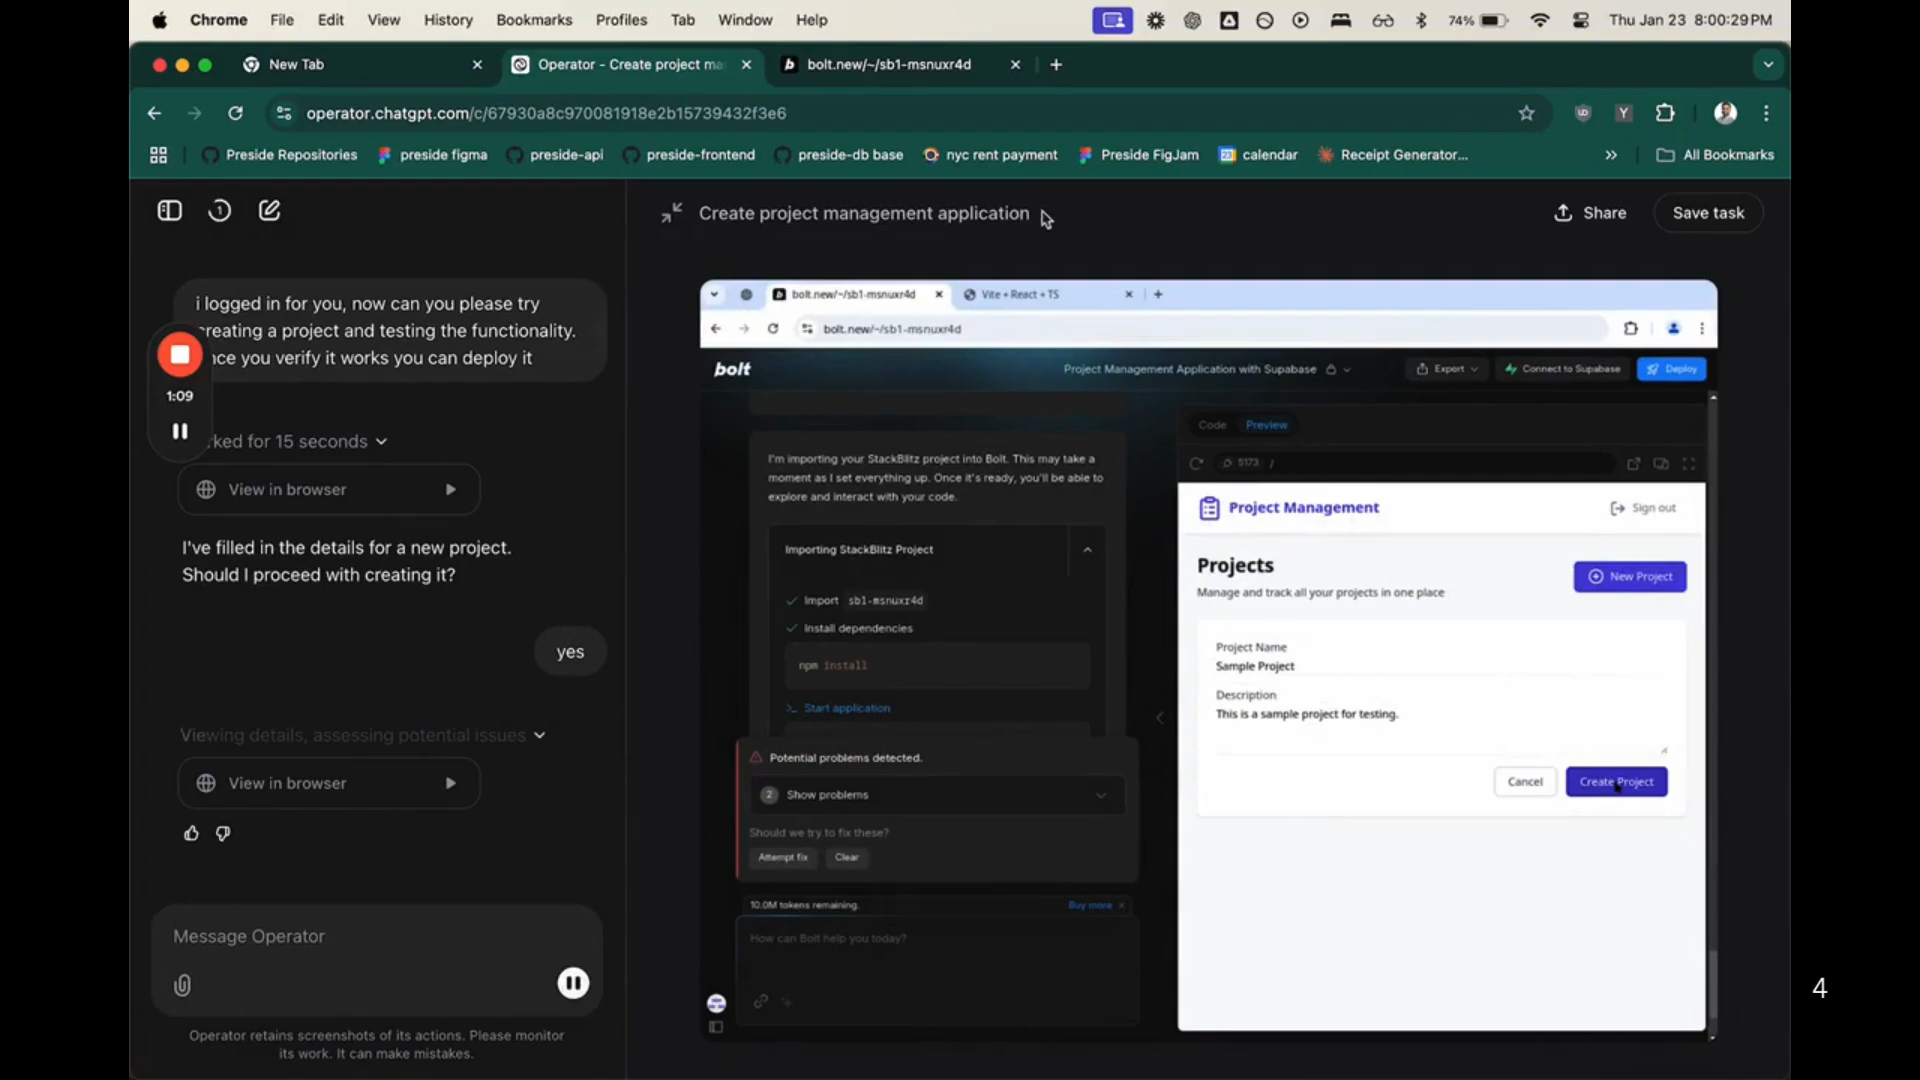 Chrome File Edit View History Bookmarks Profiles Tab Window Help 74% Thu Jan 23 8:00:29 PM
New Tab
Operator - Create project ma
bolt.new/~/sb1-msnuxr4d
operator.chatgpt.com/c/67930a8c970081918e2b15739432f3e6
Preside Repositories preside figma preside-api preside-frontend preside-db base nyc rent payment Preside FigJam calendar Receipt Generator... All Bookmarks
1
Create project management application
Share
Save task
i logged in for you, now can you please try
creating a project and testing the functionality.
nce you verify it works you can deploy it
1:09
rked for 15 seconds
View in browser
I've filled in the details for a new project.
Should I proceed with creating it?
yes
Viewing details, assessing potential issues
View in browser
Message Operator
Operator retains screenshots of its actions. Please monitor
its work. It can make mistakes.
bolt.new/~/sb1-msnuxr4d
Vite + React + TS
bolt.new/~/sb1-msnuxr4d
bolt
Project Management Application with Supabase
Export
Connect to Supabase
Deploy
I'm importing your StackBlitz project into Bolt. This may take a
moment as I set everything up. Once it's ready, you'll be able to
explore and interact with your code.
Importing StackBlitz Project
Import sb1-msnuxr4d
Install dependencies
npm install
Start application
Potential problems detected.
2 Show problems
Should we try to fix these?
Attempt fix
Clear
10.0M tokens remaining.
Buy more
How can Bolt help you today?
Code
Preview
5173 /
Project Management
Sign out
Projects
New Project
Manage and track all your projects in one place
Project Name
Sample Project
Description
This is a sample project for testing.
Cancel
Create Project
4